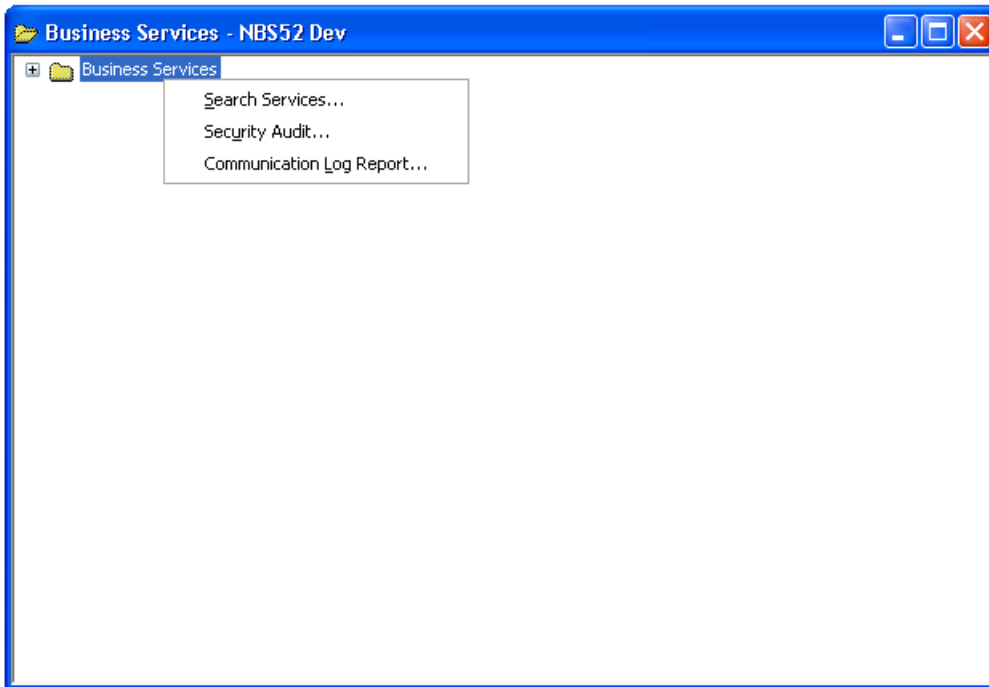 Business Services - NBS52 Dev
Business Services
Search Services...
Security Audit...
Communication Log Report...